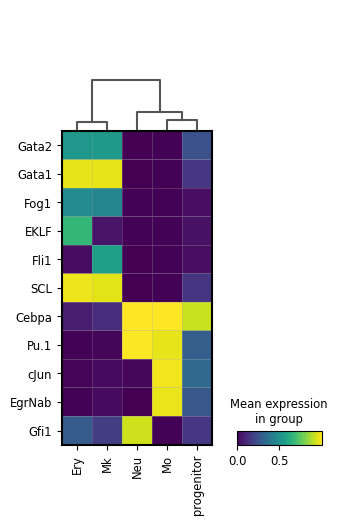 Gata2
Gata1
Fog1
EKLF
Fli1
SCL
Cebpa
Pu.1
cJun
EgrNab
Gfi1
Ery
Mk
Neu
Mo
progenitor
Mean expression
in group
0.0 0.5